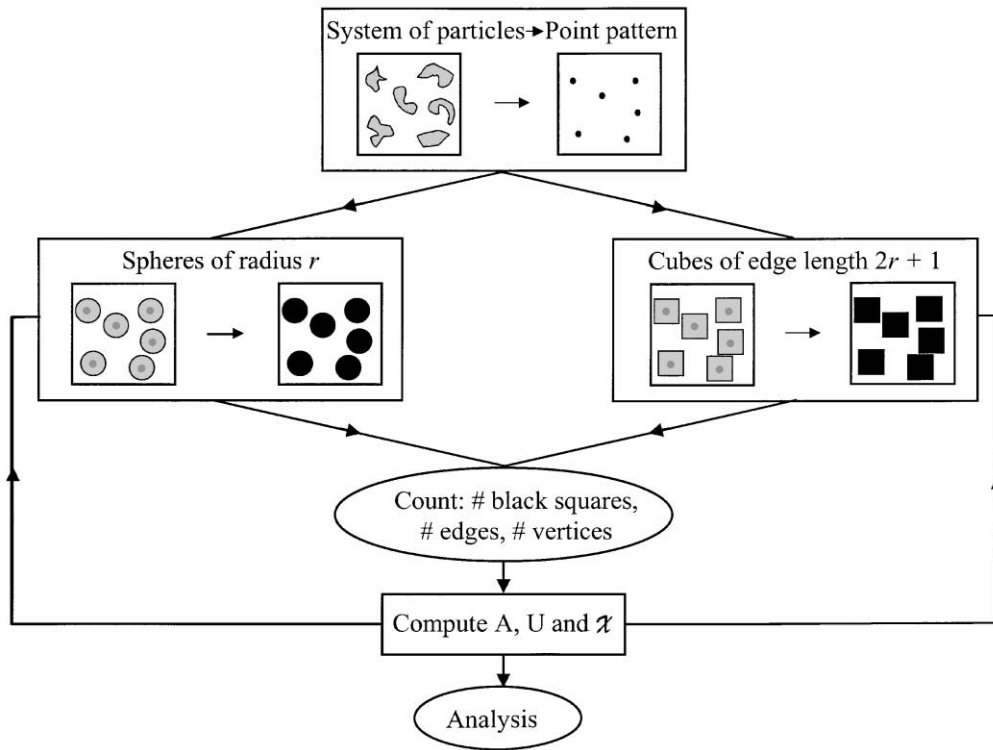 System of particles→Point pattern
Spheres of radius r
Cubes of edge length 2r + 1
Count: # black squares,
# edges, # vertices
Compute A, U and χ
Analysis